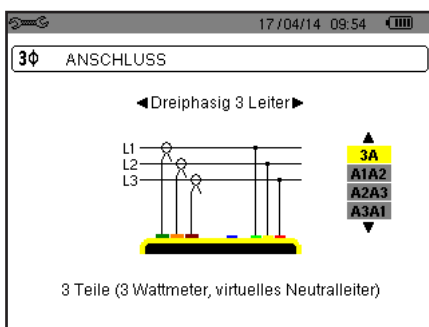 17/04/14 09:54
3Φ ANSCHLUSS
◄Dreiphasig 3 Leiter►
L1
L2
L3
3A
A1A2
A2A3
A3A1
3 Teile (3 Wattmeter, virtuelles Neutralleiter)